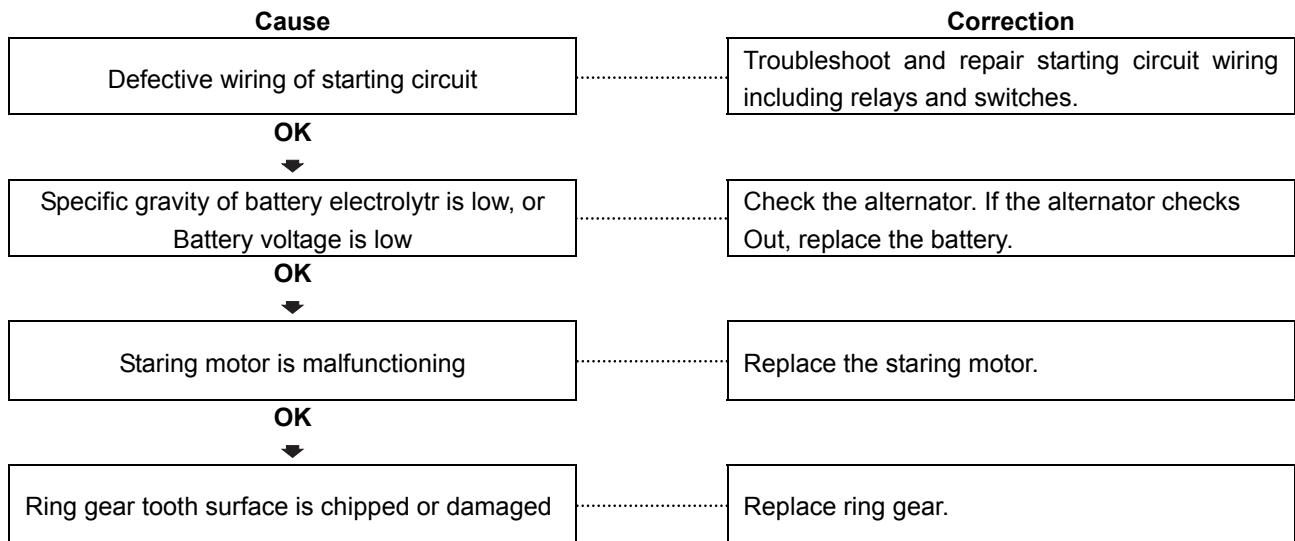 Cause
Correction
Defective wiring of starting circuit
Troubleshoot and repair starting circuit wiring
including relays and switches.
OK
Specific gravity of battery electrolytr is low, or
Battery voltage is low
Check the alternator. If the alternator checks
Out, replace the battery.
OK
Staring motor is malfunctioning
Replace the staring motor.
OK
Ring gear tooth surface is chipped or damaged
Replace ring gear.